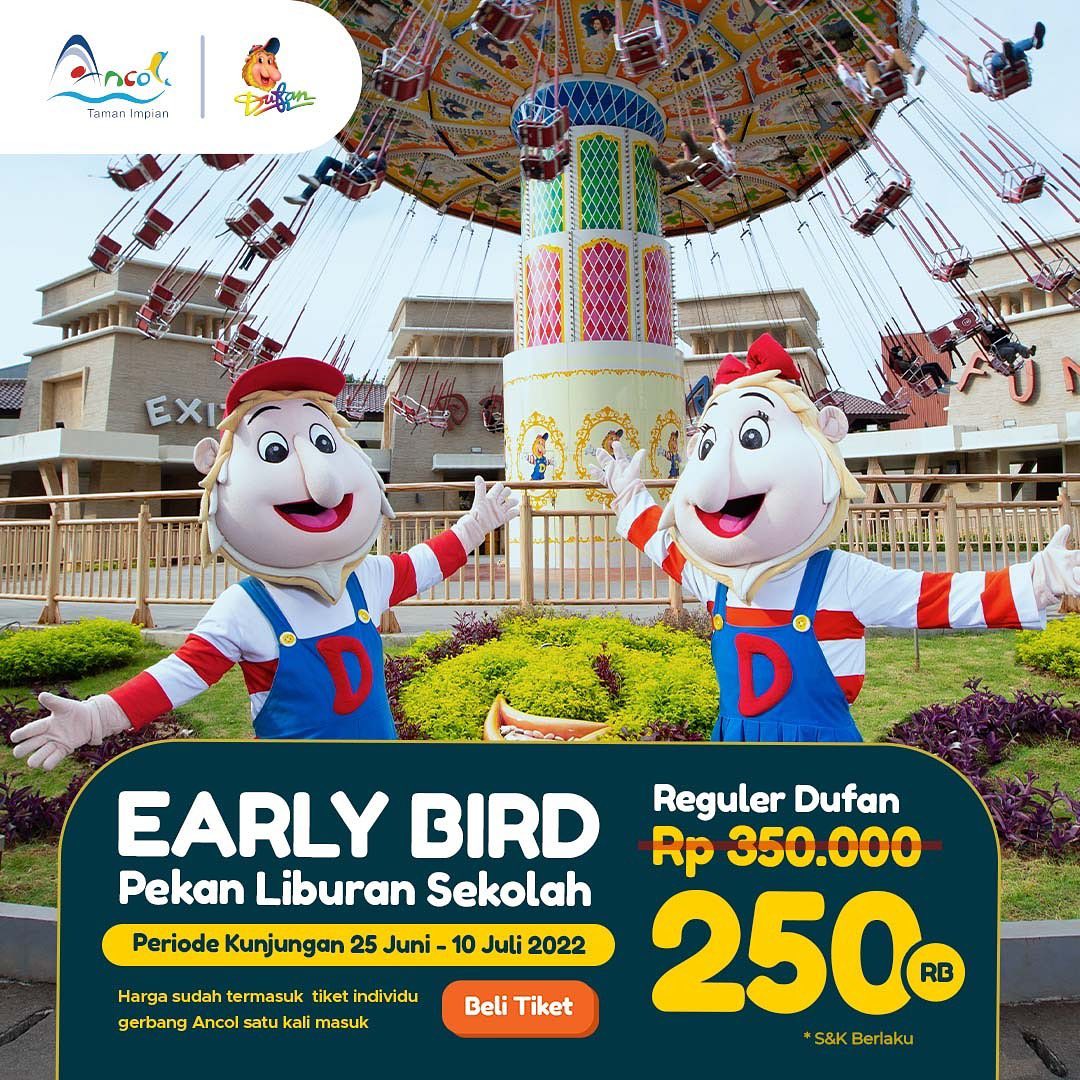 Ancol
Taman Impian
Dufan
EXIT
EARLY BIRD
Pekan Liburan Sekolah
Periode Kunjungan 25 Juni - 10 Juli 2022
Harga sudah termasuk tiket individu
gerbang Ancol satu kali masuk
Beli Tiket
Reguler Dufan
Rp 350.000
250 RB
* S&K Berlaku
D
D